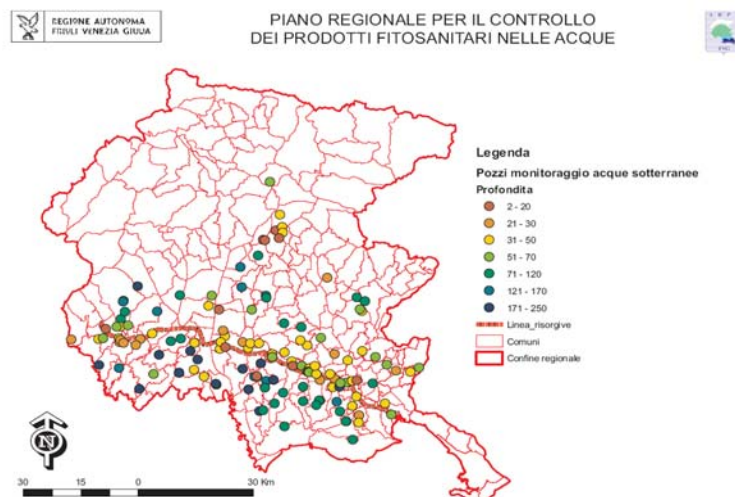 REGIONE AUTONOMA
FRIULI VENEZIA GIULIA
PIANO REGIONALE PER IL CONTROLLO
DEI PRODOTTI FITOSANITARI NELLE ACQUE
Legenda
Pozzi monitoraggio acque sotterranee
Profondita
2 - 20
21 - 30
31 - 50
51 - 70
71 - 120
121 - 170
171 - 250
Linea_risorgive
Comuni
Confine regionale
N
30 15 0 30 Km